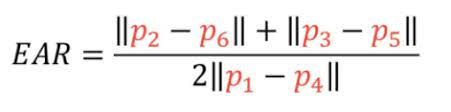 EAR = (||p₂ − p₆|| + ||p₃ − p₅||) / (2||p₁ − p₄||)